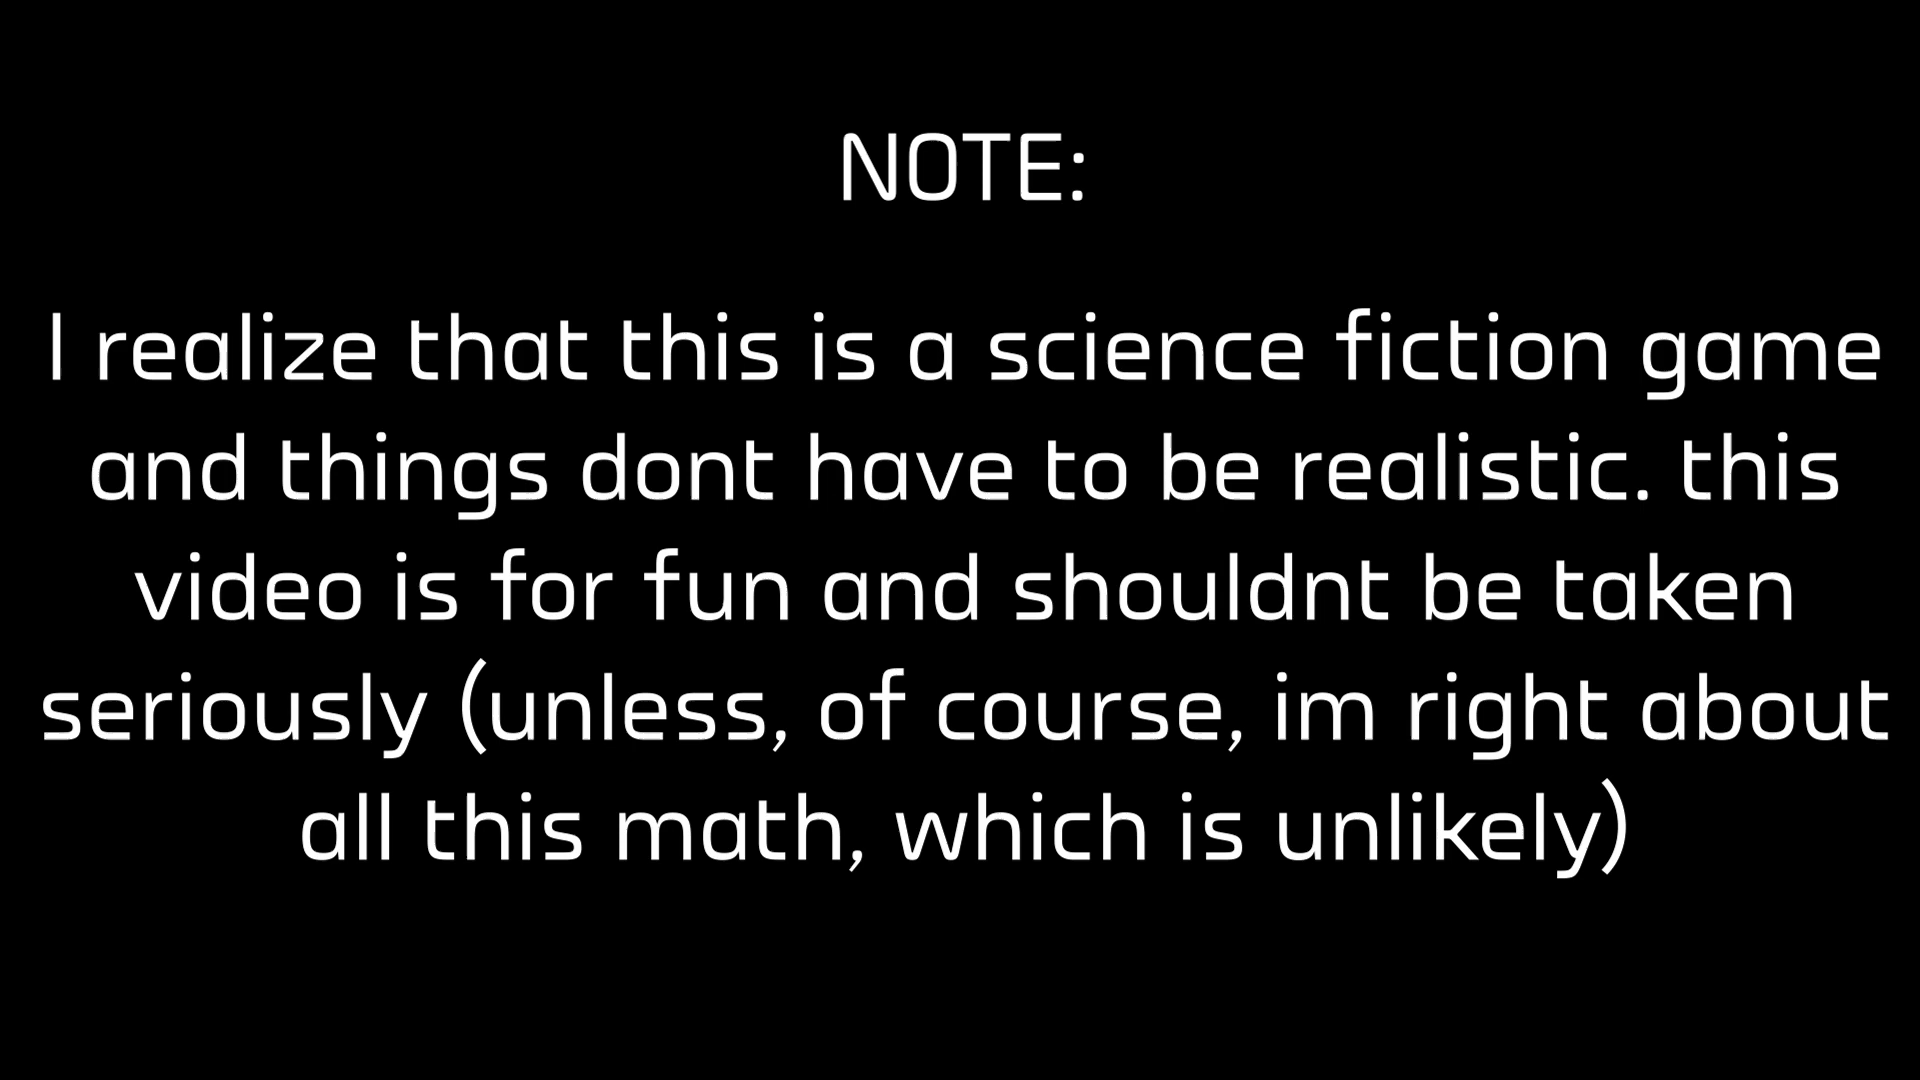 NOTE:
I realize that this is a science fiction game
and things dont have to be realistic. this
video is for fun and shouldnt be taken
seriously (unless, of course, im right about
all this math, which is unlikely)